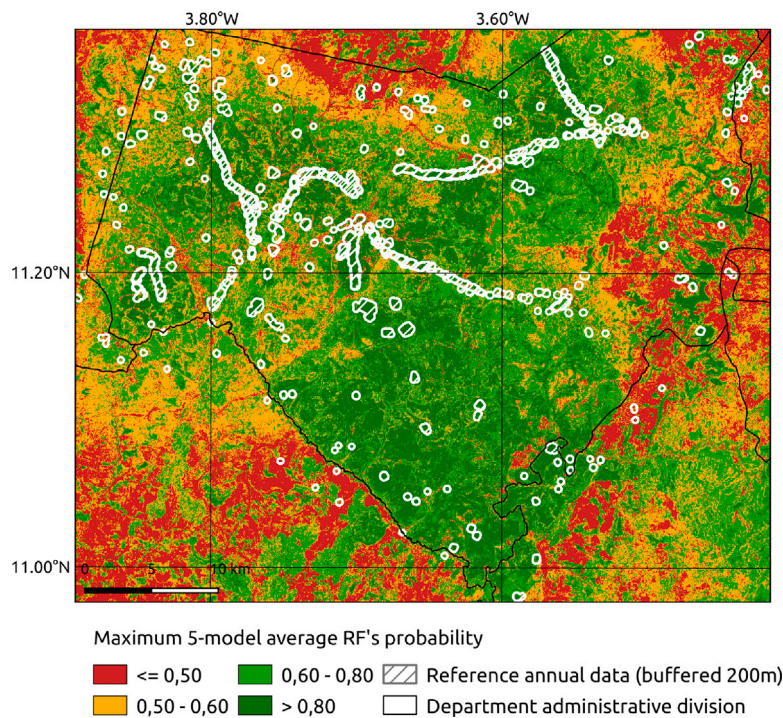 3.80°W 3.60°W
11.20°N
11.00°N
0 5 10 km
Maximum 5-model average RF's probability
<= 0,50 0,60 - 0,80 Reference annual data (buffered 200m)
0,50 - 0,60 > 0,80 Department administrative division